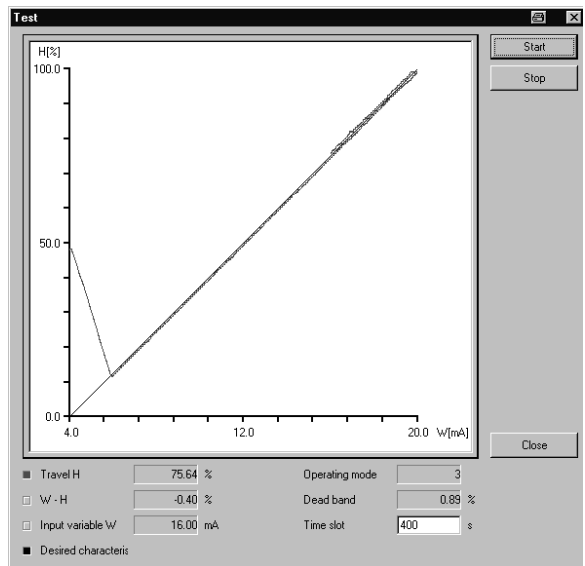 Test
H[%]
100.0
50.0
0.0
4.0 12.0 20.0 W[mA]
Start
Stop
Close
Travel H 75.64 % Operating mode 3
W - H -0.40 % Dead band 0.89 %
Input variable W 16.00 mA Time slot 400 s
Desired characteris